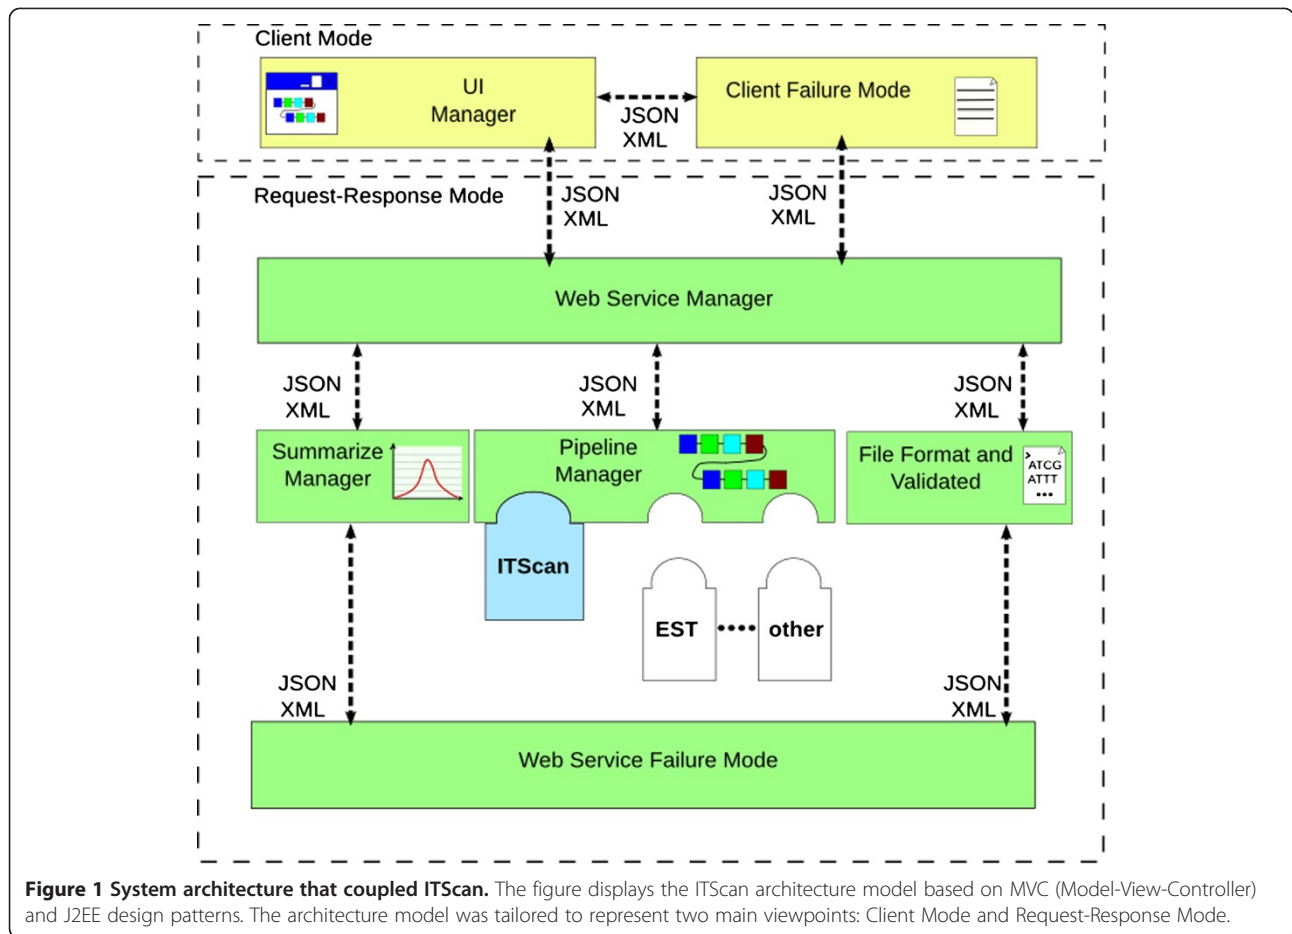 Client Mode
UI
Manager
JSON
XML
Client Failure Mode
Request-Response Mode
JSON
XML
JSON
XML
Web Service Manager
JSON
XML
JSON
XML
JSON
XML
Summarize
Manager
Pipeline
Manager
File Format and
Validated
>
ATCG
ATTT
•••
ITScan
EST
other
JSON
XML
JSON
XML
Web Service Failure Mode
Figure 1 System architecture that coupled ITScan. The figure displays the ITScan architecture model based on MVC (Model-View-Controller)
and J2EE design patterns. The architecture model was tailored to represent two main viewpoints: Client Mode and Request-Response Mode.